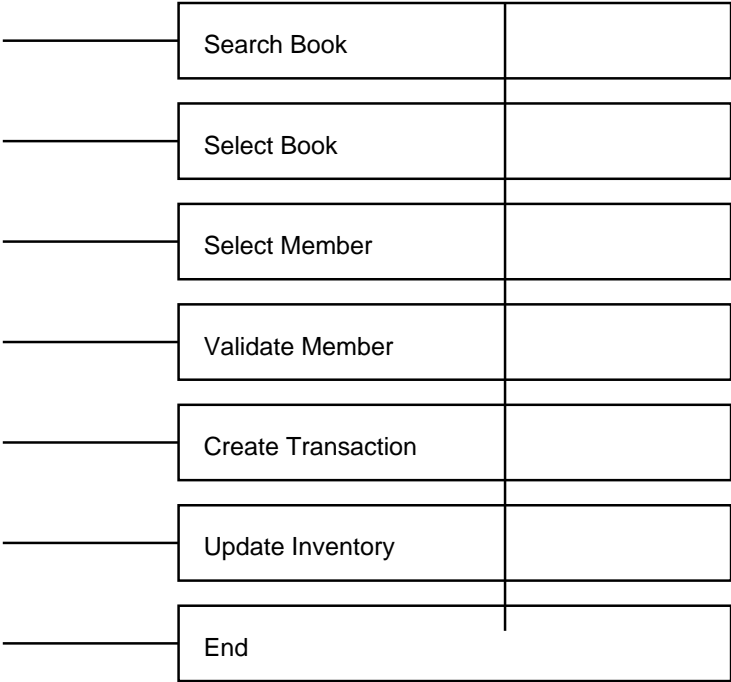 Search Book
Select Book
Select Member
Validate Member
Create Transaction
Update Inventory
End